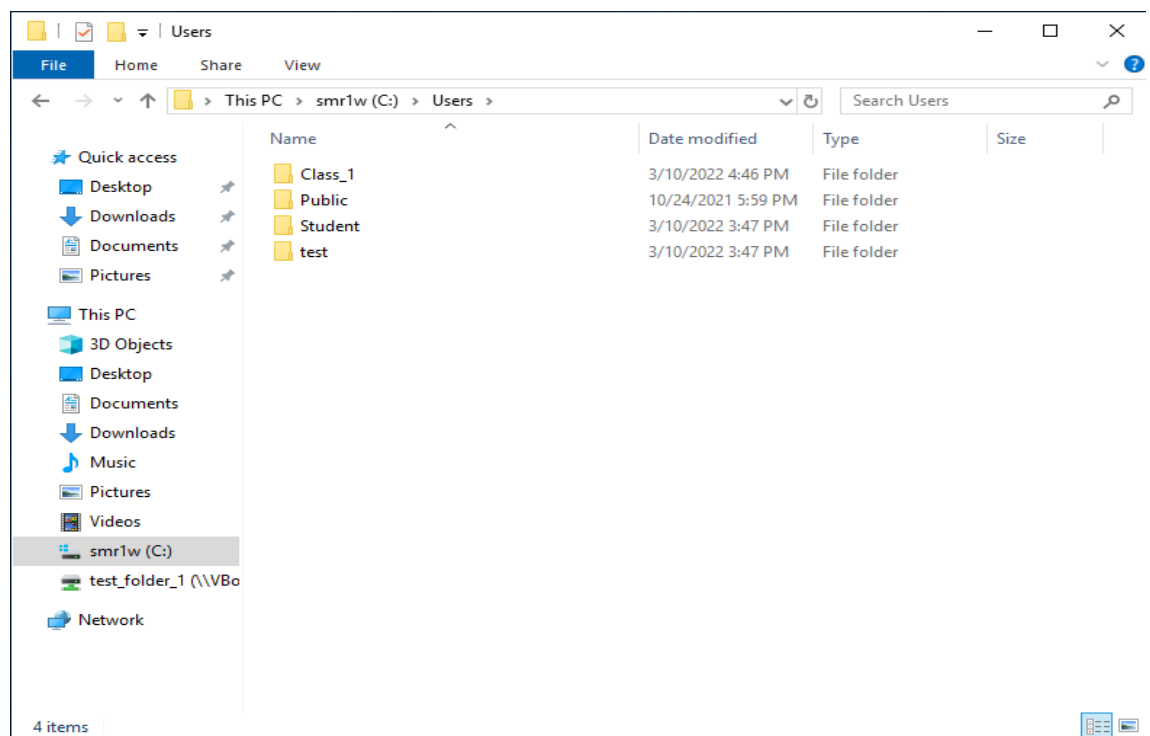 Users
File Home Share View
This PC > smr1w (C:) > Users >
Search Users
Name Date modified Type Size
Class_1 3/10/2022 4:46 PM File folder
Public 10/24/2021 5:59 PM File folder
Student 3/10/2022 3:47 PM File folder
test 3/10/2022 3:47 PM File folder
Quick access
Desktop
Downloads
Documents
Pictures
This PC
3D Objects
Desktop
Documents
Downloads
Music
Pictures
Videos
smr1w (C:)
test_folder_1 (\\VBo
Network
4 items